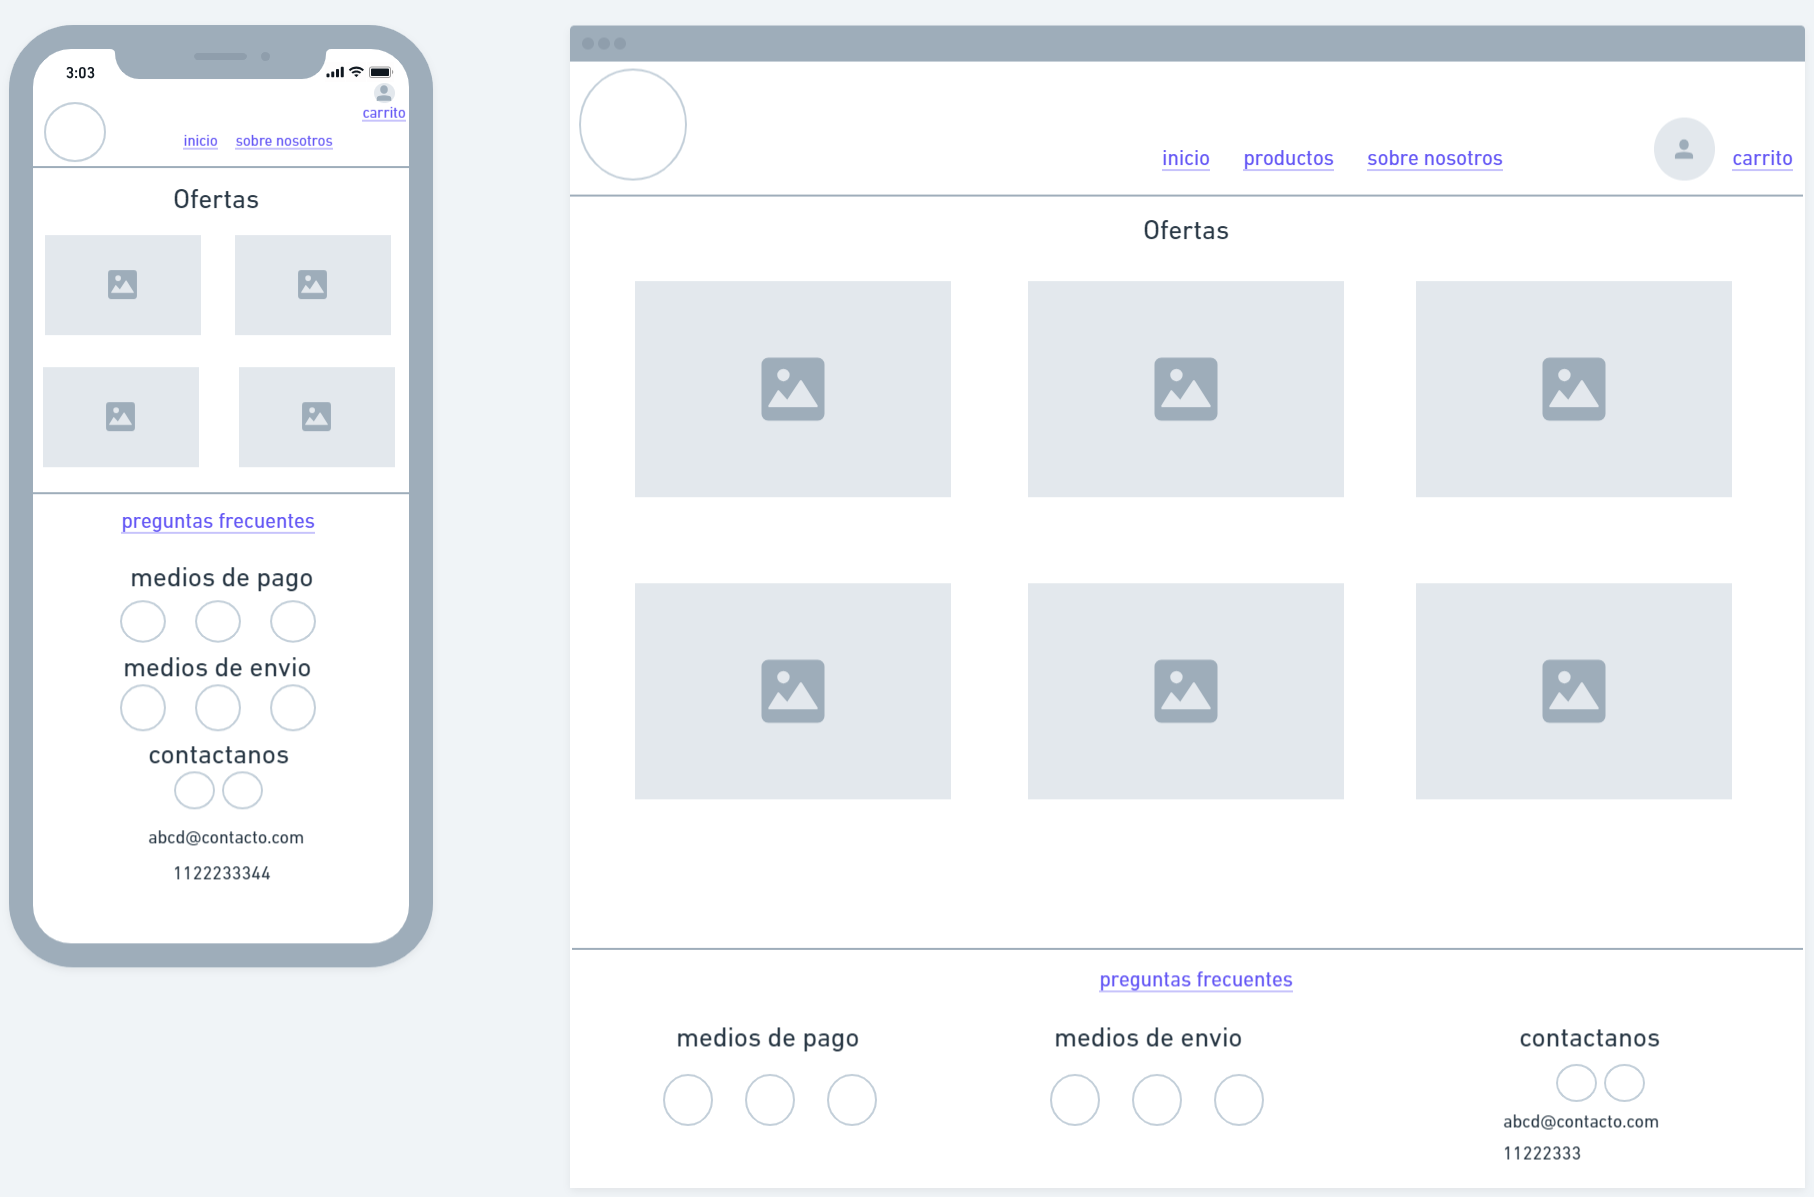 3:03
carrito
inicio sobre nosotros
Ofertas
preguntas frecuentes
medios de pago
medios de envio
contactanos
abcd@contacto.com
1122233344
inicio productos sobre nosotros carrito
Ofertas
preguntas frecuentes
medios de pago medios de envio contactanos
abcd@contacto.com
11222333